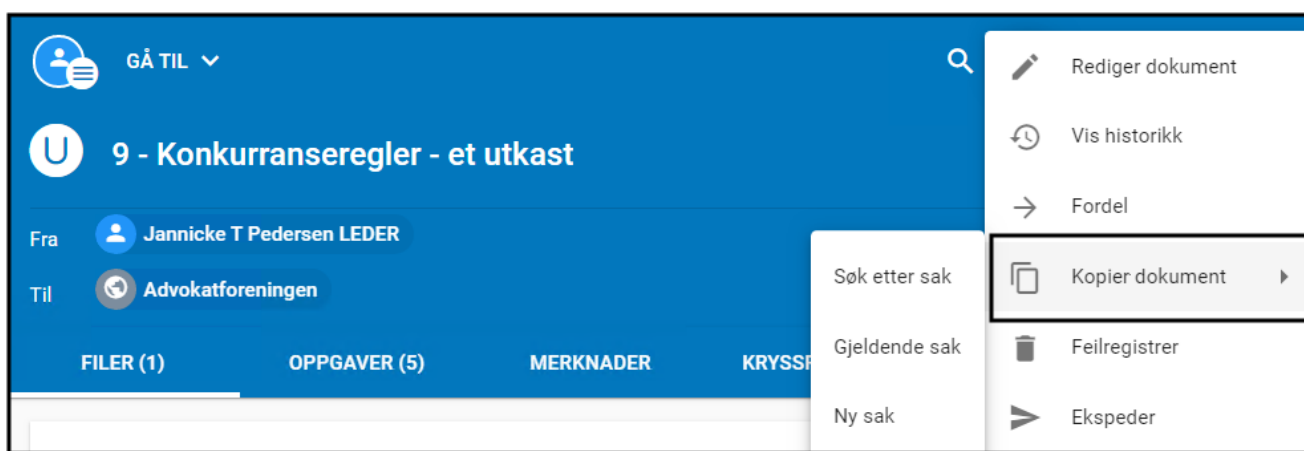 GÅ TIL
U
9 - Konkurranseregler - et utkast
Fra Jannicke T Pedersen LEDER
Til Advokatforeningen
FILER (1) OPPGAVER (5) MERKNADER
Søk etter sak
Gjeldende sak
Ny sak
Rediger dokument
Vis historikk
Fordel
Kopier dokument
Feilregistrer
Ekspeder